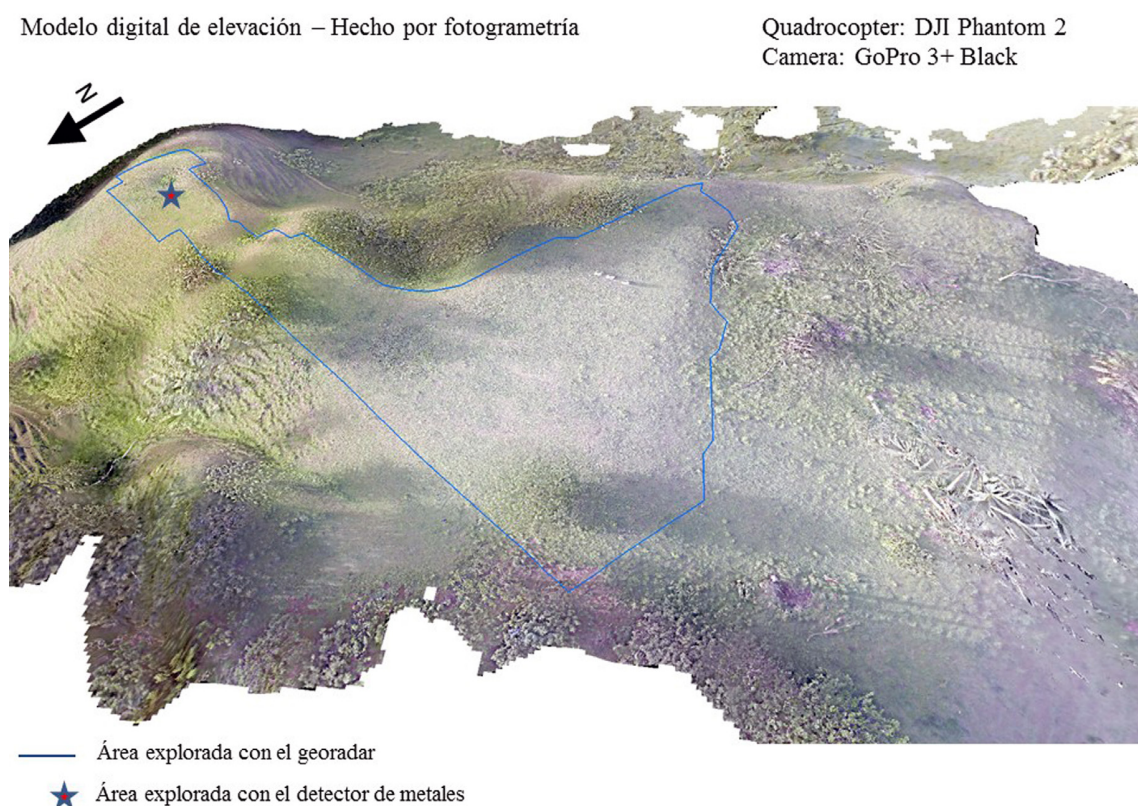 Modelo digital de elevación – Hecho por fotogrametría
Quadrocopter: DJI Phantom 2
Camera: GoPro 3+ Black
N
Área explorada con el georadar
Área explorada con el detector de metales